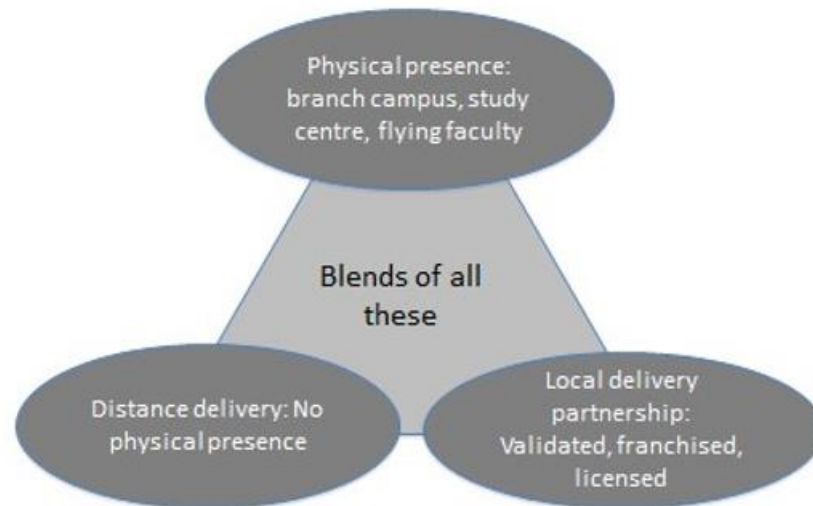 Physical presence:
branch campus, study
centre, flying faculty
Blends of all
these
Distance delivery: No
physical presence
Local delivery
partnership:
Validated, franchised,
licensed